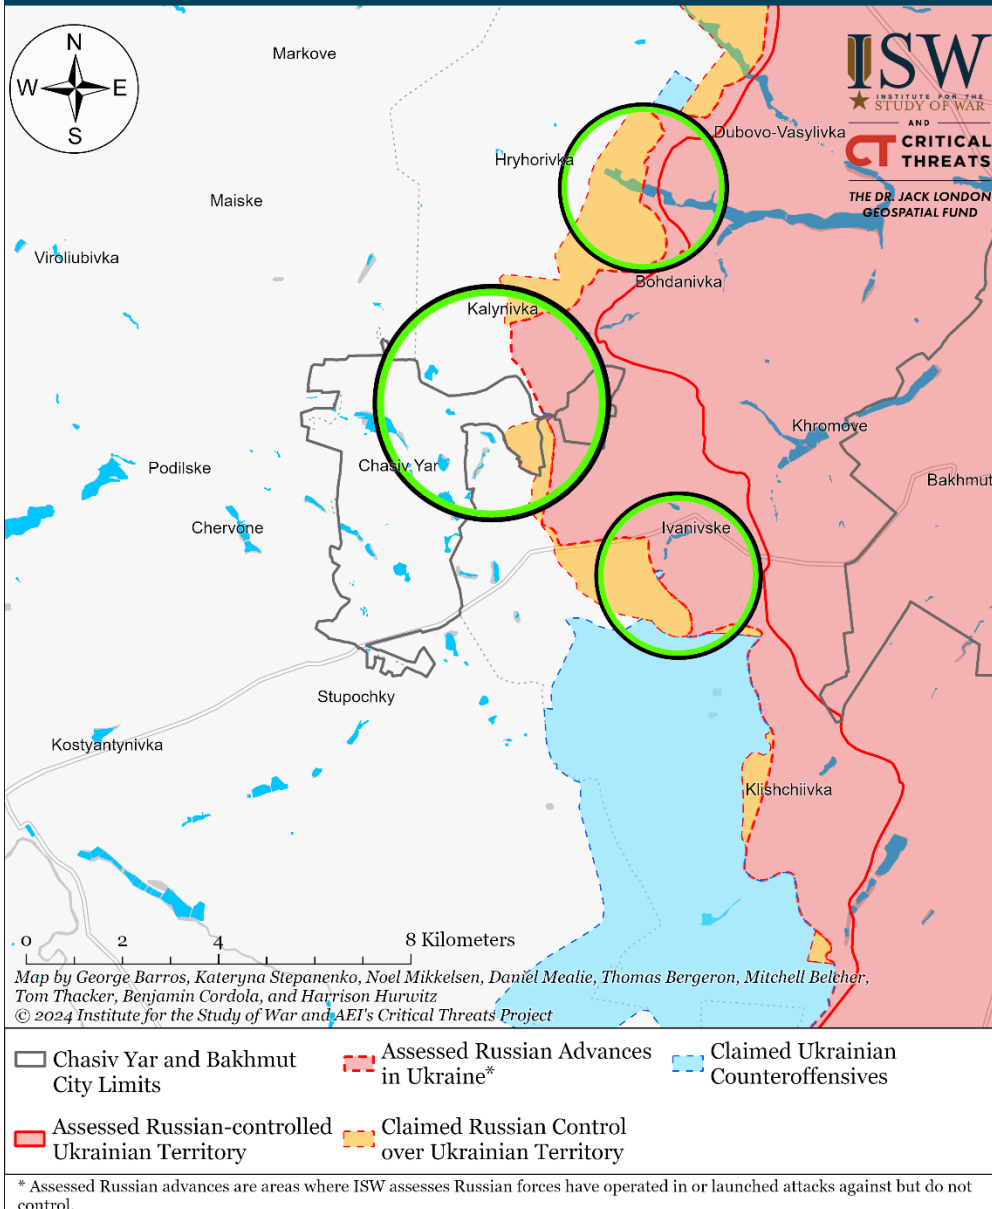 N
W
E
S
Markove
ISW
INSTITUTE FOR THE
STUDY OF WAR
AND
CT CRITICAL
THREATS
THE DR. JACK LONDON
GEOSPATIAL FUND
Dubovo-Vasylivka
Hryhorivka
Maiske
Viroliubivka
Bohdanivka
Kalynivka
Khromove
Podilske
Chasiv Yar
Bakhmut
Chervone
Ivanivske
Stupochky
Kostyantynivka
Klishchiivka
0 2 4 8 Kilometers
Map by George Barros, Kateryna Stepanenko, Noel Mikkelsen, Daniel Mealie, Thomas Bergeron, Mitchell Belcher,
Tom Thacker, Benjamin Cordola, and Harrison Hurwitz
© 2024 Institute for the Study of War and AEI's Critical Threats Project
Chasiv Yar and Bakhmut
City Limits
Assessed Russian Advances
in Ukraine*
Claimed Ukrainian
Counteroffensives
Assessed Russian-controlled
Ukrainian Territory
Claimed Russian Control
over Ukrainian Territory
* Assessed Russian advances are areas where ISW assesses Russian forces have operated in or launched attacks against but do not
control.